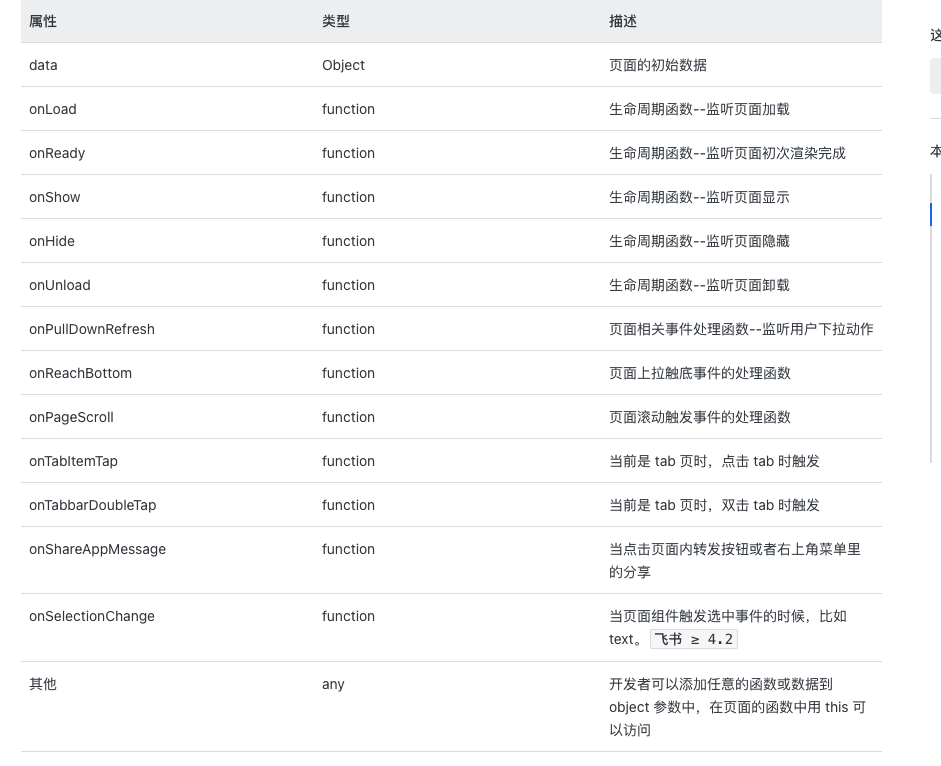 属性 类型 描述
data Object 页面的初始数据
onLoad function 生命周期函数--监听页面加载
onReady function 生命周期函数--监听页面初次渲染完成
onShow function 生命周期函数--监听页面显示
onHide function 生命周期函数--监听页面隐藏
onUnload function 生命周期函数--监听页面卸载
onPullDownRefresh function 页面相关事件处理函数--监听用户下拉动作
onReachBottom function 页面上拉触底事件的处理函数
onPageScroll function 页面滚动触发事件的处理函数
onTabItemTap function 当前是 tab 页时，点击 tab 时触发
onTabbarDoubleTap function 当前是 tab 页时，双击 tab 时触发
onShareAppMessage function 当点击页面内转发按钮或者右上角菜单里
的分享
onSelectionChange function 当页面组件触发选中事件的时候，比如
text。 飞书 ≥ 4.2
其他 any 开发者可以添加任意的函数或数据到
object 参数中，在页面的函数中用 this 可
以访问
这
本